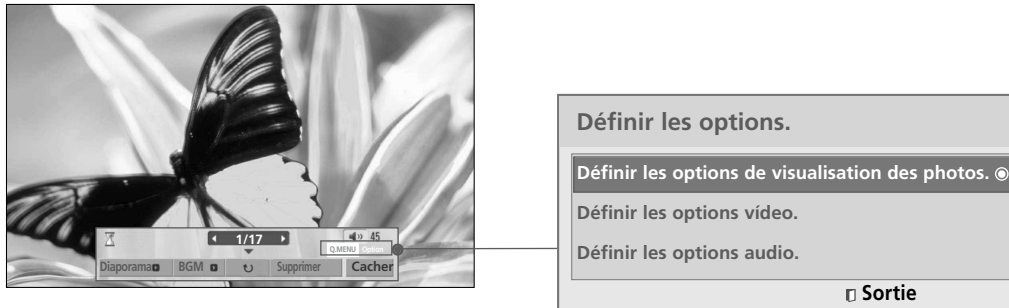 1/17
45
Q.MENU Option
Diaporama BGM Supprimer Cacher
Définir les options.
Définir les options de visualisation des photos.
Définir les options vídeo.
Définir les options audio.
Sortie